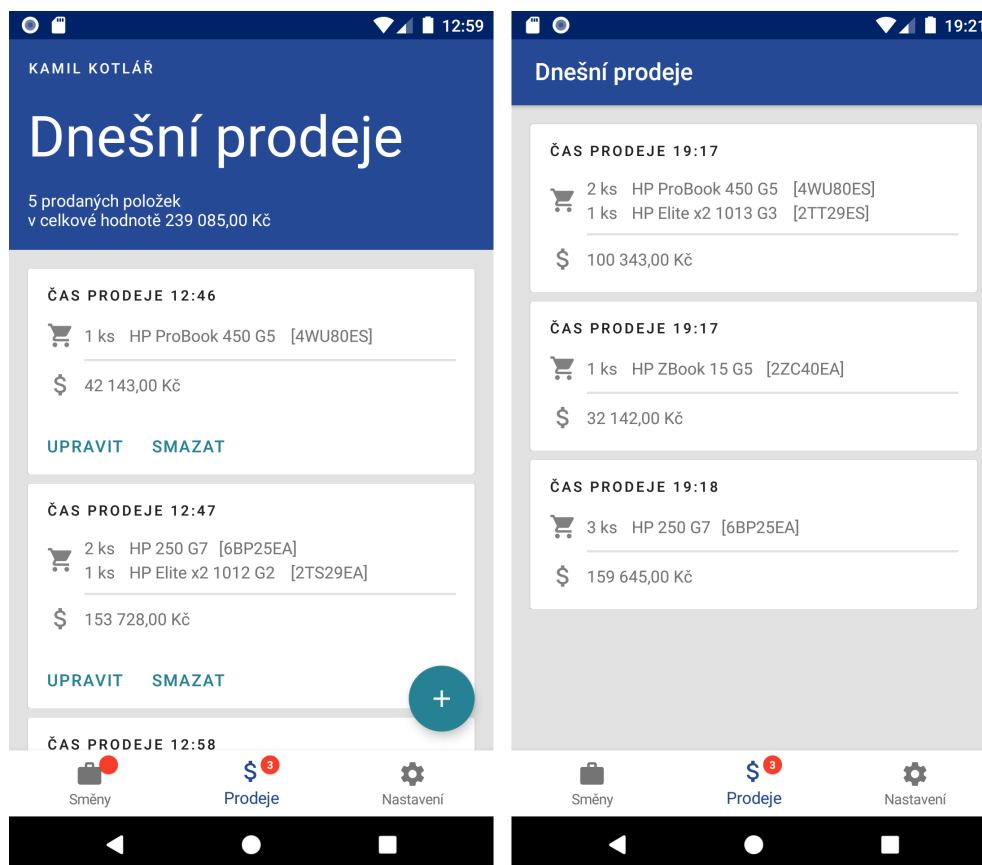 12:59
KAMIL KOTLÁŘ
Dnešní prodeje
5 prodaných položek
v celkové hodnotě 239 085,00 Kč
ČAS PRODEJE 12:46
1 ks HP ProBook 450 G5 [4WU80ES]
$ 42 143,00 Kč
UPRAVIT SMAZAT
ČAS PRODEJE 12:47
2 ks HP 250 G7 [6BP25EA]
1 ks HP Elite x2 1012 G2 [2TS29EA]
$ 153 728,00 Kč
UPRAVIT SMAZAT
+
ČAS PRODEJE 12:58
$ 3
Směny Prodeje Nastavení
19:21
Dnešní prodeje
ČAS PRODEJE 19:17
2 ks HP ProBook 450 G5 [4WU80ES]
1 ks HP Elite x2 1013 G3 [2TT29ES]
$ 100 343,00 Kč
ČAS PRODEJE 19:17
1 ks HP ZBook 15 G5 [2ZC40EA]
$ 32 142,00 Kč
ČAS PRODEJE 19:18
3 ks HP 250 G7 [6BP25EA]
$ 159 645,00 Kč
$ 3
Směny Prodeje Nastavení